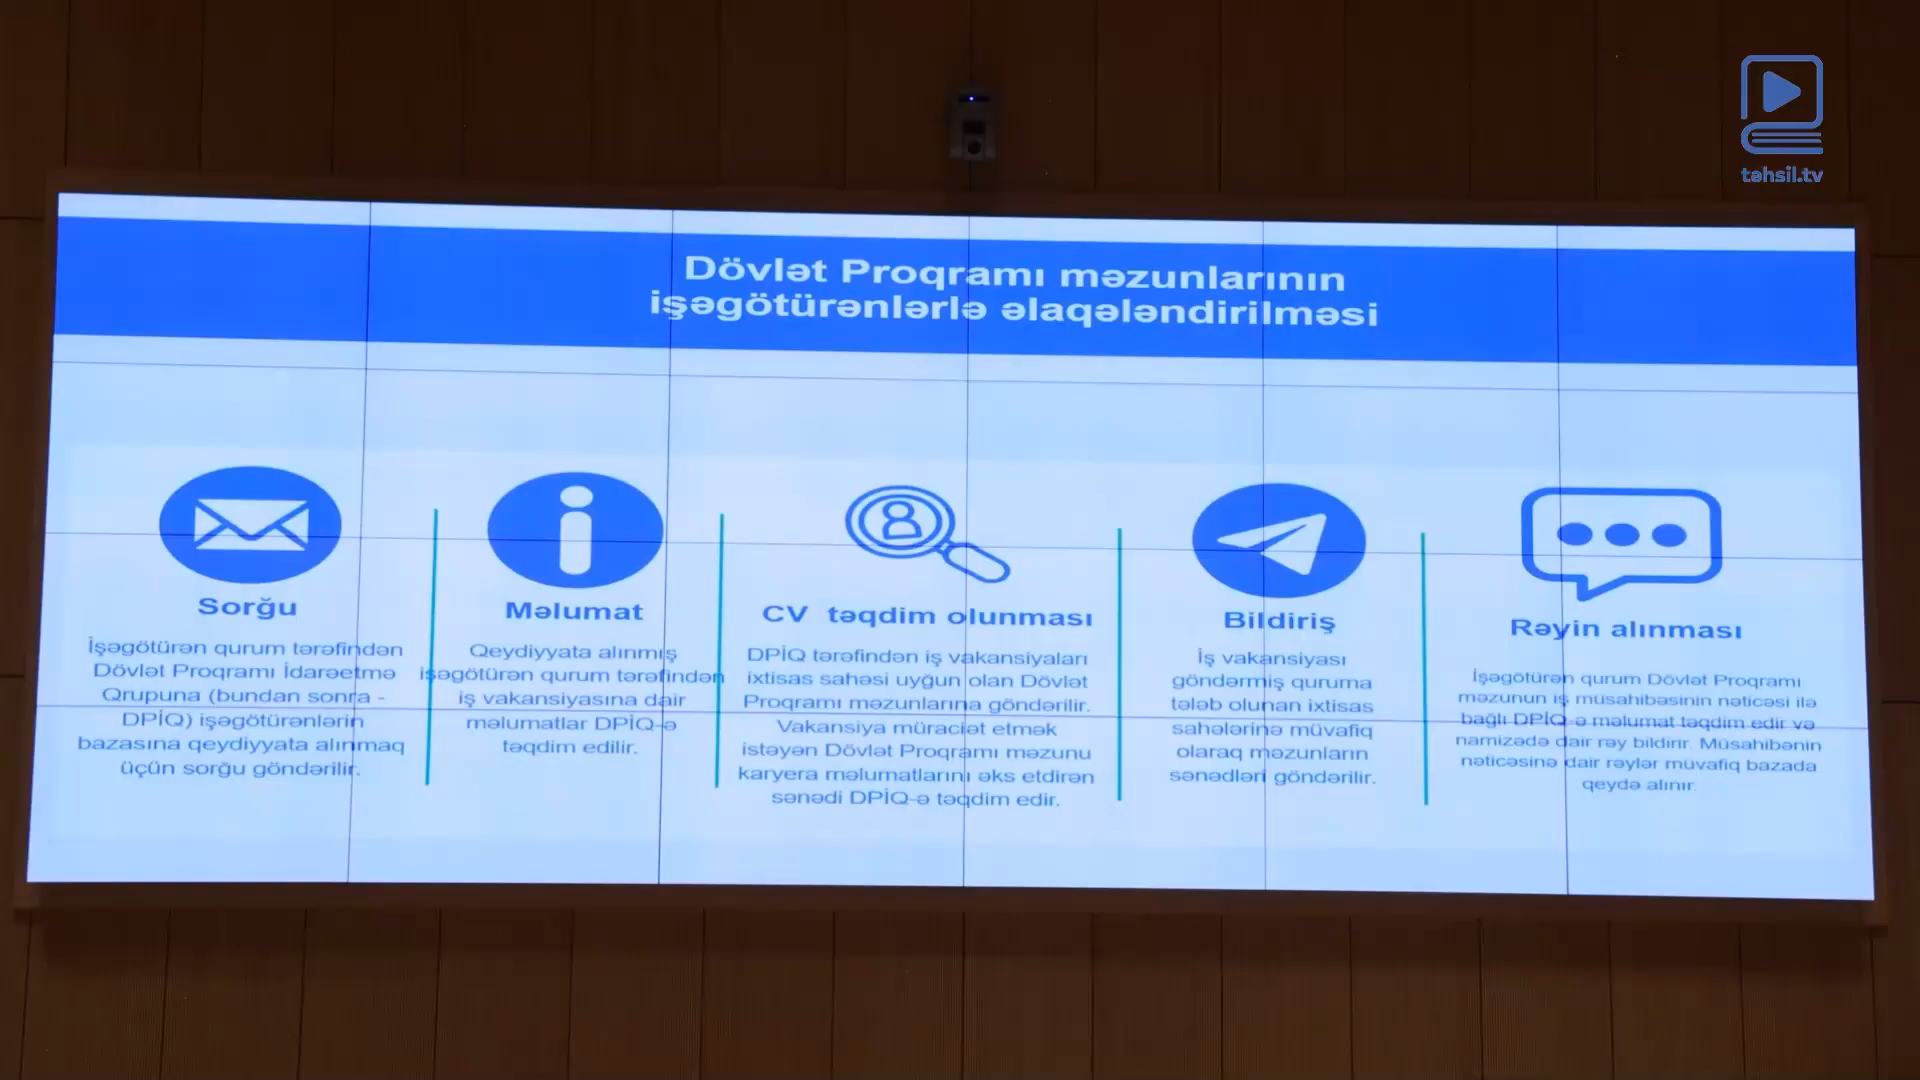 təhsil.tv
Dövlət Proqramı məzunlarının
işəgötürənlərlə əlaqələndirilməsi
Sorğu
İşəgötürən qurum tərəfindən
Dövlət Proqramı İdarəetmə
Qrupuna (bundan sonra -
DPİQ) işəgötürənlərin
bazasına qeydiyyata alınmaq
üçün sorğu göndərilir.
Məlumat
Qeydiyyata alınmış
işəgötürən qurum tərəfindən
iş vakansiyasına dair
məlumatlar DPİQ-ə
təqdim edilir.
CV təqdim olunması
DPİQ tərəfindən iş vakansiyaları
ixtisas sahəsi uyğun olan Dövlət
Proqramı məzunlarına göndərilir.
Vakansiya müraciət etmək
istəyən Dövlət Proqramı məzunu
karyera məlumatlarını əks etdirən
sənədi DPİQ-ə təqdim edir.
Bildiriş
İş vakansiyası
göndərmiş quruma
tələb olunan ixtisas
sahələrinə müvafiq
olaraq məzunların
sənədləri göndərilir.
Rəyin alınması
İşəgötürən qurum Dövlət Proqramı
məzunun iş müsahibəsinin nəticəsi ilə
bağlı DPİQ-ə məlumat təqdim edir və
namizədə dair rəy bildirir. Müsahibənin
nəticəsinə dair rəylər müvafiq bazada
qeydə alınır.